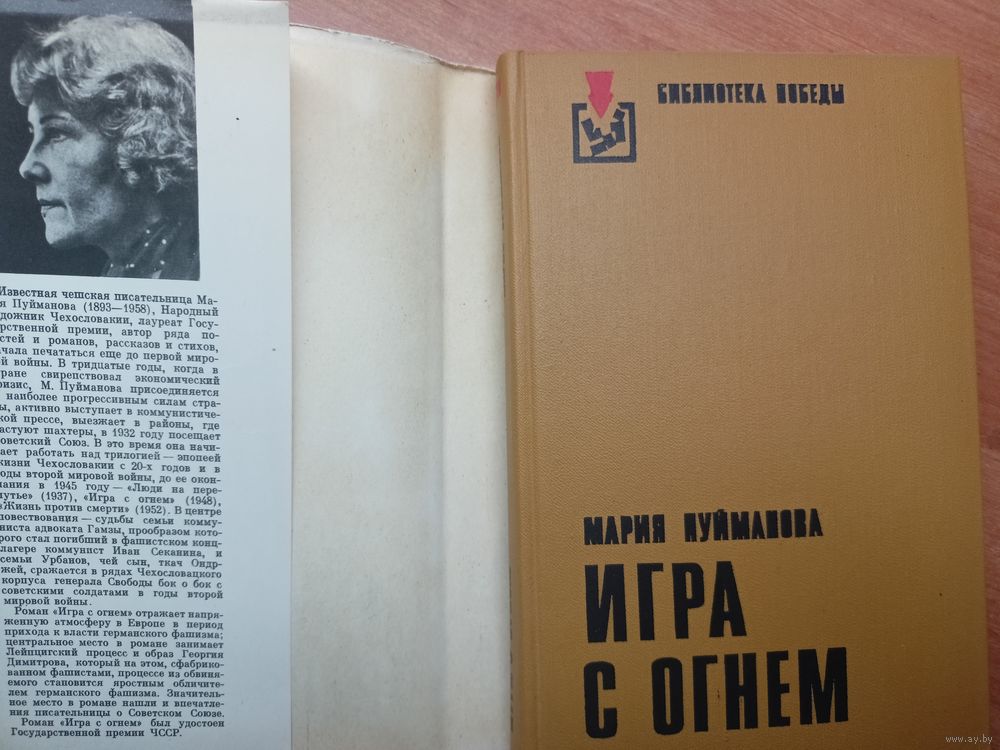 Известная чешская писательница Ма-
я Пуйманова (1893—1958), Народный
дожник Чехословакии, лауреат Госу-
рственной премии, автор ряда по-
стей и романов, рассказов и стихов,
чала печататься еще до первой миро-
й войны. В тридцатые годы, когда в
ране свирепствовал экономический
ризис, М. Пуйманова присоединяется
наиболее прогрессивным силам стра-
ы, активно выступает в коммунистиче-
кой прессе, выезжает в районы, где
астуют шахтеры, в 1932 году посещает
оветский Союз. В это время она начи-
ает работать над трилогией — эпопеей
жизни Чехословакии с 20-х годов и в
оды второй мировой войны, до ее окон-
чания в 1945 году — «Люди на пере-
путье» (1937), «Игра с огнем» (1948),
«Жизнь против смерти» (1952). В центре
повествования — судьбы семьи комму-
ниста адвоката Гамзы, прообразом кото-
рого стал погибший в фашистском конц-
лагере коммунист Иван Секанина, и
семьи Урбанов, чей сын, ткач Ондр-
жей, сражается в рядах Чехословацкого
корпуса генерала Свободы бок о бок с
советскими солдатами в годы второй
мировой войны.
Роман «Игра с огнем» отражает напря-
женную атмосферу в Европе в период
прихода к власти германского фашизма;
центральное место в романе занимает
Лейпцигский процесс и образ Георгия
Димитрова, который на этом, сфабрико-
ванном фашистами, процессе из обвиня-
емого становится яростным обличите-
лем германского фашизма. Значитель-
ное место в романе нашли и впечатле-
ния писательницы о Советском Союзе.
Роман «Игра с огнем» был удостоен
Государственной премии ЧССР.
БИБЛИОТЕКА ПОБЕДЫ
МАРИЯ ПУЙМАНОВА
ИГРА
С ОГНЕМ
www.ay.by